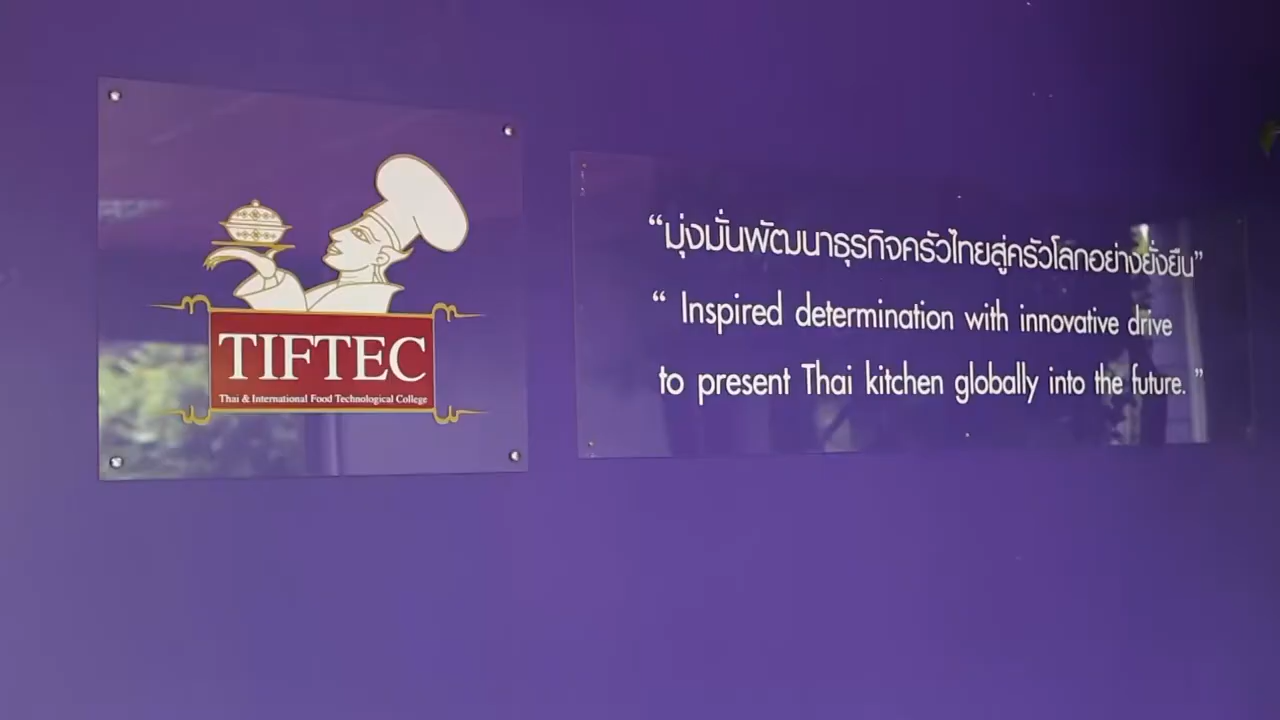 TIFTEC
Thai & International Food Technological College
“มุ่งมั่นพัฒนาธุรกิจครัวไทยสู่ครัวโลกอย่างยั่งยืน”
“ Inspired determination with innovative drive
to present Thai kitchen globally into the future. ”